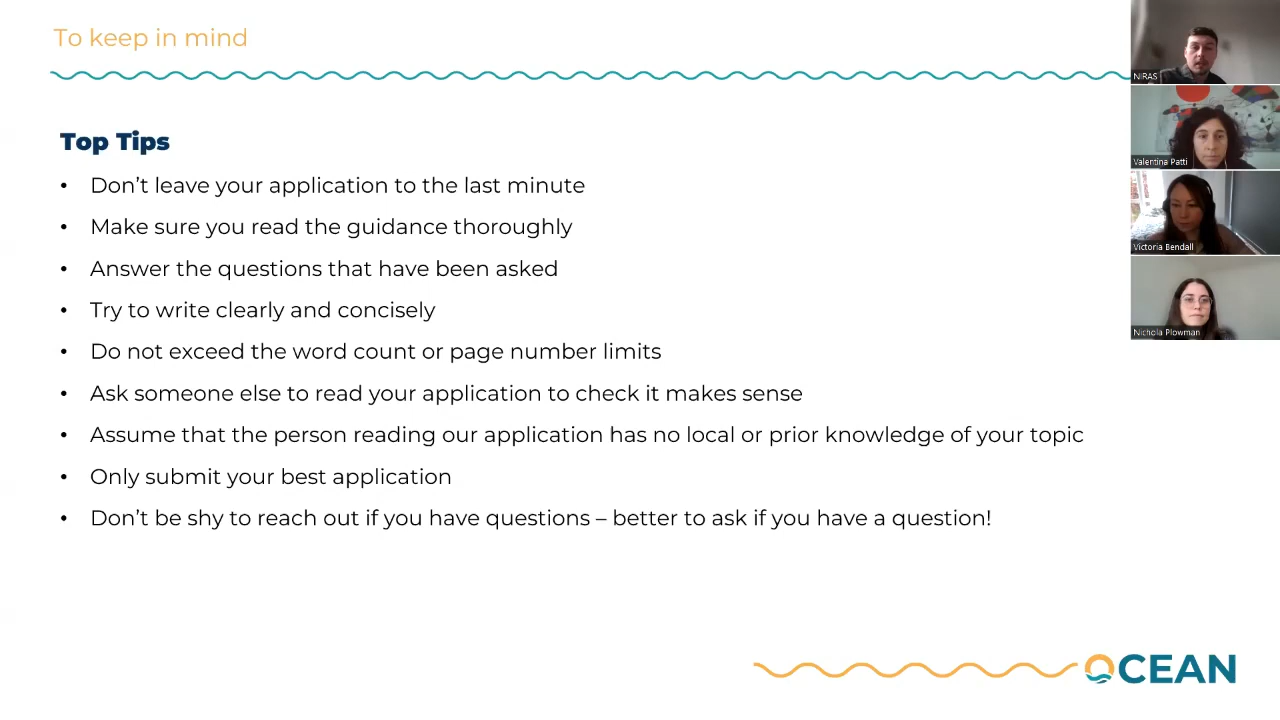 To keep in mind
Top Tips
• Don't leave your application to the last minute
• Make sure you read the guidance thoroughly
• Answer the questions that have been asked
• Try to write clearly and concisely
• Do not exceed the word count or page number limits
• Ask someone else to read your application to check it makes sense
• Assume that the person reading our application has no local or prior knowledge of your topic
• Only submit your best application
• Don't be shy to reach out if you have questions – better to ask if you have a question!
NIRAS
Valentina Patti
Victoria Bendall
Nichola Plowman
OCEAN